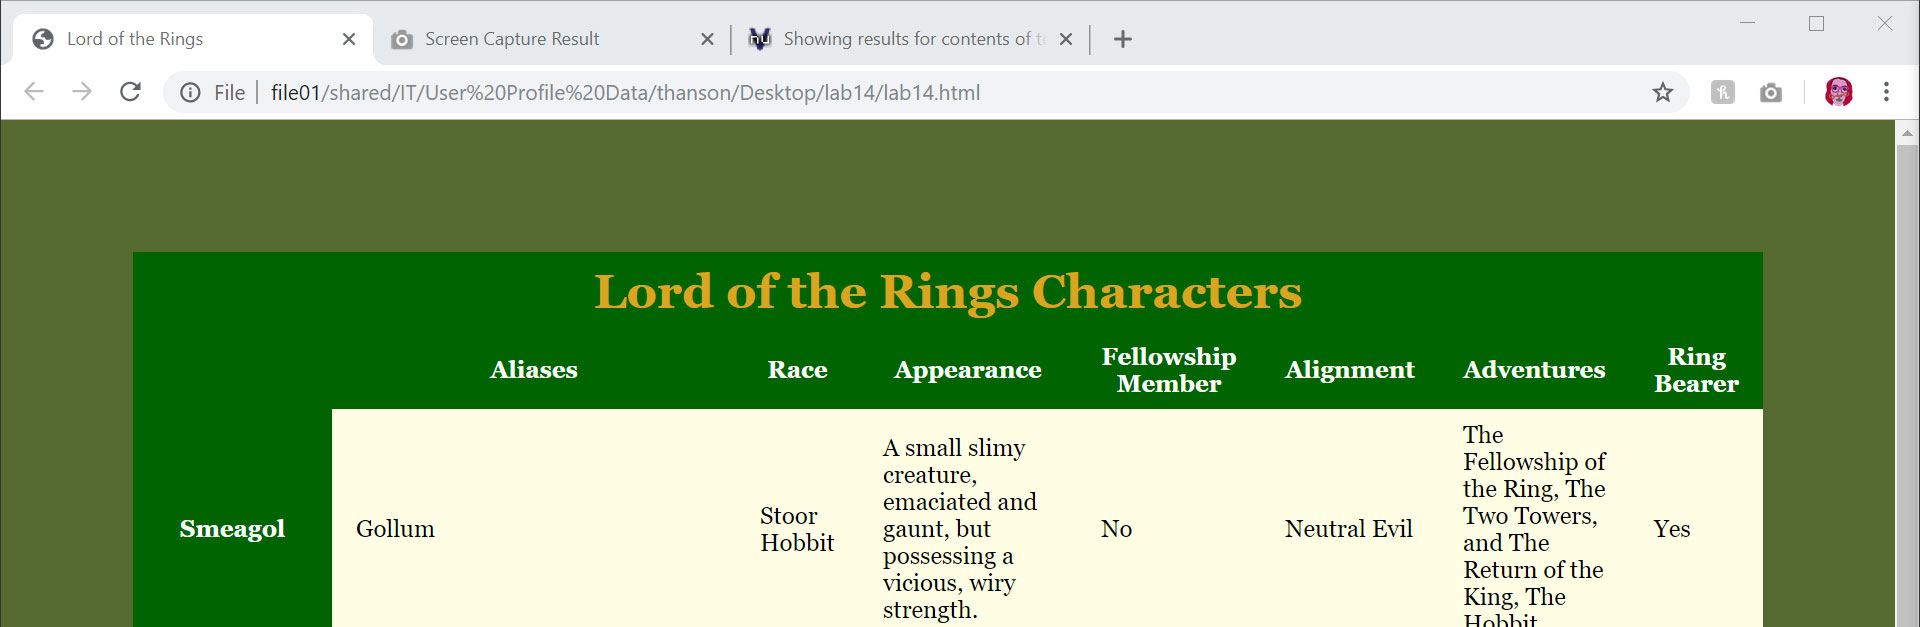 Lord of the Rings
Screen Capture Result
nu
Showing results for contents of
File
file01/shared/IT/User%20Profile%20Data/thanson/Desktop/lab14/lab14.html
Lord of the Rings Characters
Aliases
Race
Appearance
Fellowship
Member
Alignment
Adventures
Ring
Bearer
Smeagol
Gollum
Stoor
Hobbit
A small slimy
creature,
emaciated and
gaunt, but
possessing a
vicious, wiry
strength.
No
Neutral Evil
The
Fellowship of
the Ring, The
Two Towers,
and The
Return of the
King, The
Hobbit
Yes